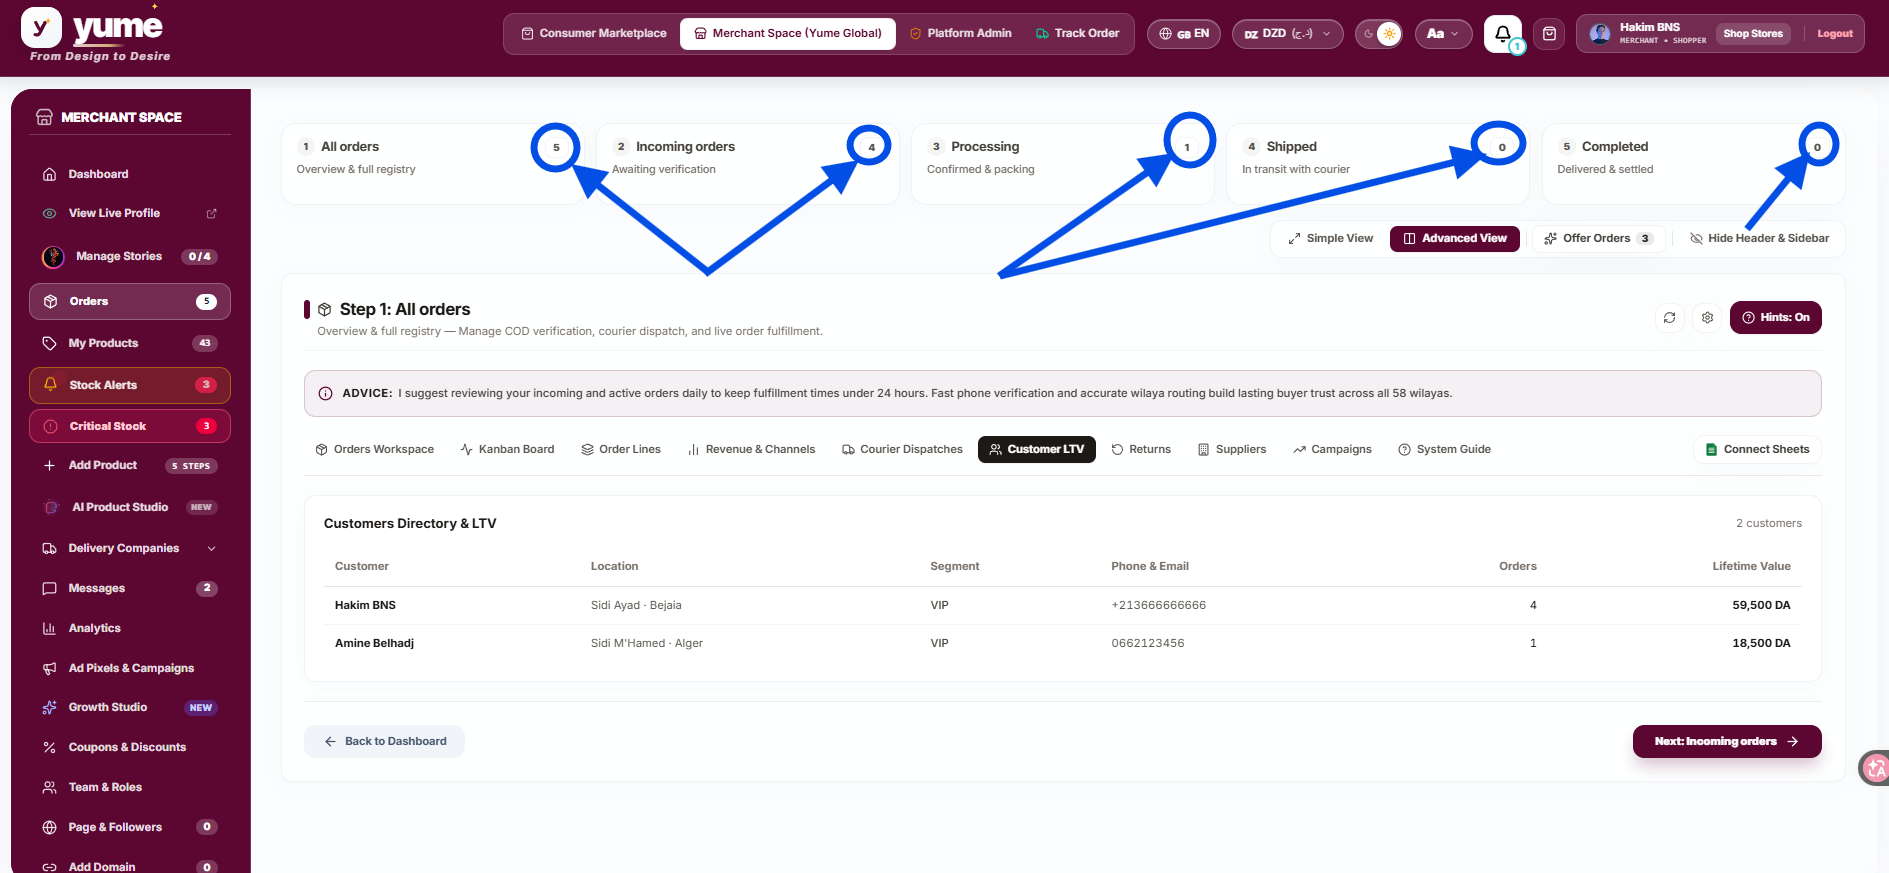 yume
From Design to Desire
Consumer Marketplace
Merchant Space (Yume Global)
Platform Admin
Track Order
GB EN
DZ DZD (د.ج)
Aa
1
Hakim BNS
MERCHANT • SHOPPER
Shop Stores
Logout
MERCHANT SPACE
Dashboard
View Live Profile
Manage Stories 0/4
Orders 5
My Products 43
Stock Alerts 3
Critical Stock 3
Add Product 5 STEPS
AI Product Studio NEW
Delivery Companies
Messages 2
Analytics
Ad Pixels & Campaigns
Growth Studio NEW
Coupons & Discounts
Team & Roles
Page & Followers 0
Add Domain 0
1 All orders 5
Overview & full registry
2 Incoming orders 4
Awaiting verification
3 Processing 1
Confirmed & packing
4 Shipped 0
In transit with courier
5 Completed 0
Delivered & settled
Simple View
Advanced View
Offer Orders 3
Hide Header & Sidebar
Step 1: All orders
Overview & full registry — Manage COD verification, courier dispatch, and live order fulfillment.
Hints: On
ADVICE: I suggest reviewing your incoming and active orders daily to keep fulfillment times under 24 hours. Fast phone verification and accurate wilaya routing build lasting buyer trust across all 58 wilayas.
Orders Workspace
Kanban Board
Order Lines
Revenue & Channels
Courier Dispatches
Customer LTV
Returns
Suppliers
Campaigns
System Guide
Connect Sheets
Customers Directory & LTV
2 customers
Customer Location Segment Phone & Email Orders Lifetime Value
Hakim BNS Sidi Ayad · Bejaia VIP +213666666666 4 59,500 DA
Amine Belhadj Sidi M'Hamed · Alger VIP 0662123456 1 18,500 DA
Back to Dashboard
Next: Incoming orders